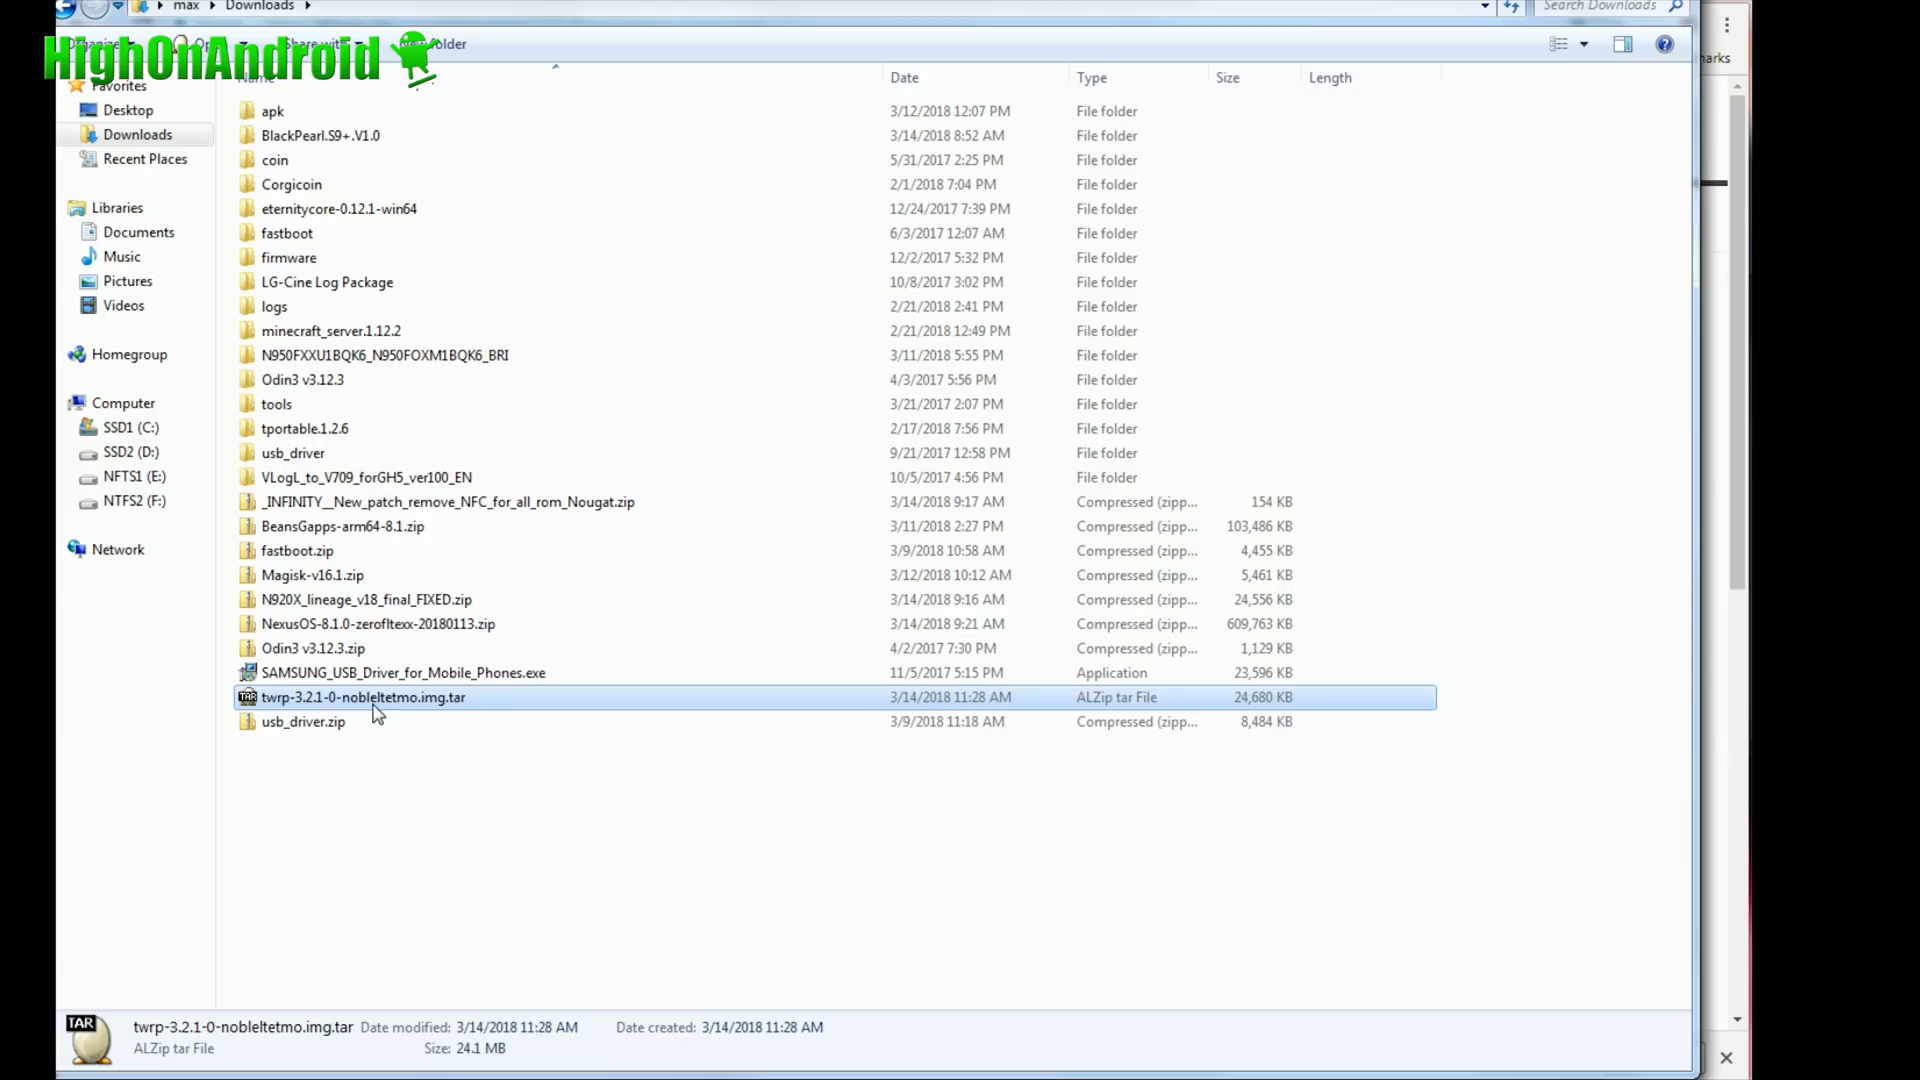 max Downloads Search Downloads
HighOnAndroid
Share with folder
arks
Date Type Size Length
Favorites
Desktop
Downloads
Recent Places
Libraries
Documents
Music
Pictures
Videos
Homegroup
Computer
SSD1 (C:)
SSD2 (D:)
NFTS1 (E:)
NTFS2 (F:)
Network
apk 3/12/2018 12:07 PM File folder
BlackPearl.S9+.V1.0 3/14/2018 8:52 AM File folder
coin 5/31/2017 2:25 PM File folder
Corgicoin 2/1/2018 7:04 PM File folder
eternitycore-0.12.1-win64 12/24/2017 7:39 PM File folder
fastboot 6/3/2017 12:07 AM File folder
firmware 12/2/2017 5:32 PM File folder
LG-Cine Log Package 10/8/2017 3:02 PM File folder
logs 2/21/2018 2:41 PM File folder
minecraft_server.1.12.2 2/21/2018 12:49 PM File folder
N950FXXU1BQK6_N950FOXM1BQK6_BRI 3/11/2018 5:55 PM File folder
Odin3 v3.12.3 4/3/2017 5:56 PM File folder
tools 3/21/2017 2:07 PM File folder
tportable.1.2.6 2/17/2018 7:56 PM File folder
usb_driver 9/21/2017 12:58 PM File folder
VLogL_to_V709_forGH5_ver100_EN 10/5/2017 4:56 PM File folder
_INFINITY__New_patch_remove_NFC_for_all_rom_Nougat.zip 3/14/2018 9:17 AM Compressed (zipp... 154 KB
BeansGapps-arm64-8.1.zip 3/11/2018 2:27 PM Compressed (zipp... 103,486 KB
fastboot.zip 3/9/2018 10:58 AM Compressed (zipp... 4,455 KB
Magisk-v16.1.zip 3/12/2018 10:12 AM Compressed (zipp... 5,461 KB
N920X_lineage_v18_final_FIXED.zip 3/14/2018 9:16 AM Compressed (zipp... 24,556 KB
NexusOS-8.1.0-zerofltexx-20180113.zip 3/14/2018 9:21 AM Compressed (zipp... 609,763 KB
Odin3 v3.12.3.zip 4/2/2017 7:30 PM Compressed (zipp... 1,129 KB
SAMSUNG_USB_Driver_for_Mobile_Phones.exe 11/5/2017 5:15 PM Application 23,596 KB
twrp-3.2.1-0-nobleltetmo.img.tar 3/14/2018 11:28 AM ALZip tar File 24,680 KB
usb_driver.zip 3/9/2018 11:18 AM Compressed (zipp... 8,484 KB
TAR
twrp-3.2.1-0-nobleltetmo.img.tar Date modified: 3/14/2018 11:28 AM Date created: 3/14/2018 11:28 AM
ALZip tar File Size: 24.1 MB